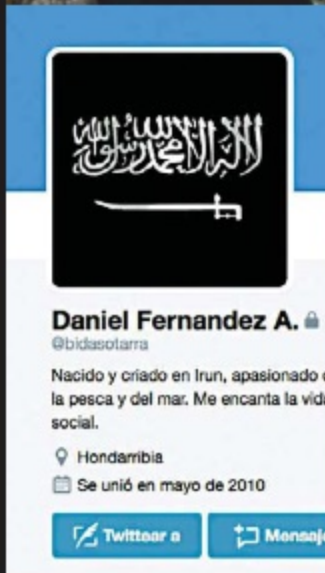 لا إله إلا الله محمد رسول الله
Daniel Fernandez A.
@bidasotarra
Nacido y criado en Irun, apasionado
la pesca y del mar. Me encanta la vida
social.
Hondarribia
Se unió en mayo de 2010
Twittear a
Mensaje